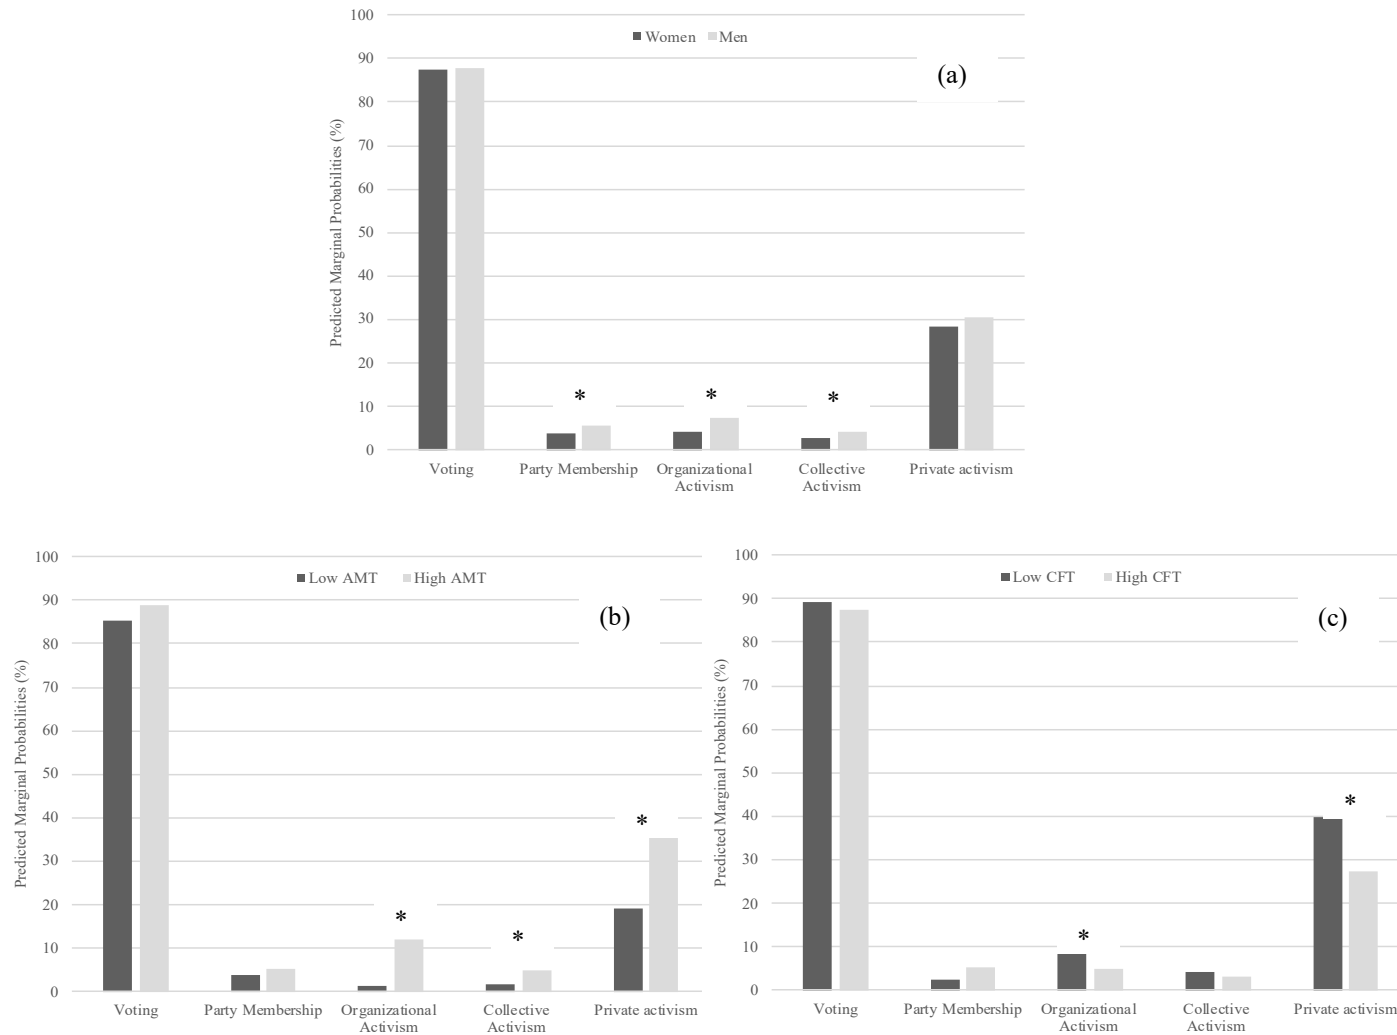 100
Women Men
90
(a)
80
70
60
50
40
30
20
10
0
Predicted Marginal Probabilities (%)
*
*
*
Voting
Party Membership
Organizational
Activism
Collective
Activism
Private activism
100
Low AMT High AMT
90
(b)
80
70
60
50
40
30
20
10
0
Predicted Marginal Probabilities (%)
*
*
*
Voting
Party Membership
Organizational
Activism
Collective
Activism
Private activism
100
Low CFT High CFT
90
(c)
80
70
60
50
40
30
20
10
0
Predicted Marginal Probabilities (%)
*
*
Voting
Party Membership
Organizational
Activism
Collective
Activism
Private activism